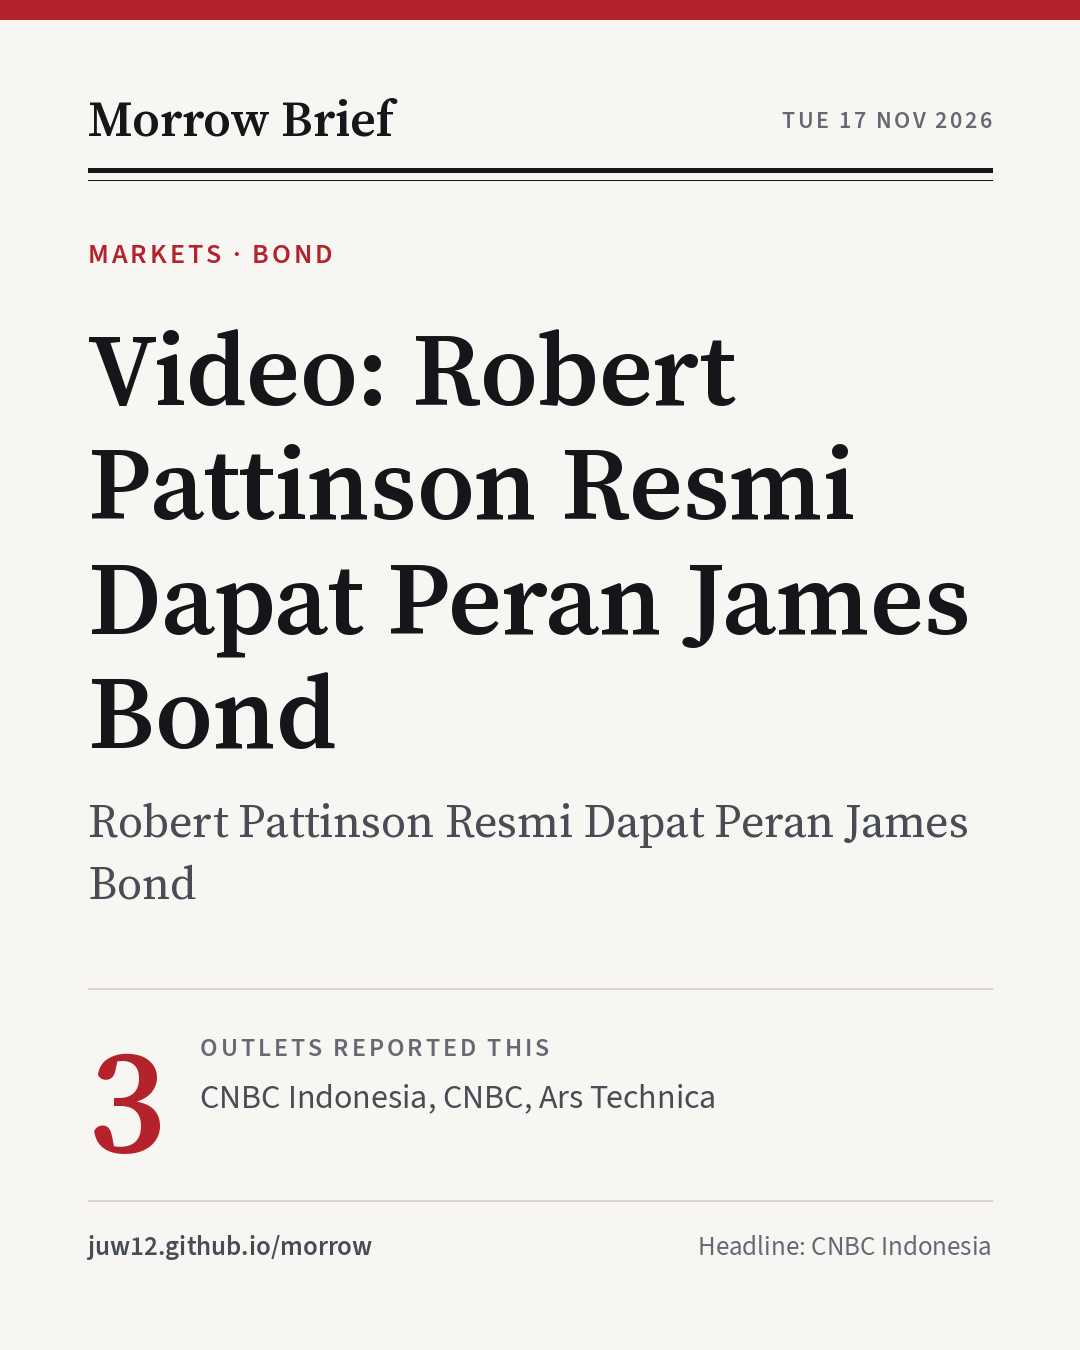 Morrow Brief
TUE 17 NOV 2026
MARKETS · BOND
Video: Robert
Pattinson Resmi
Dapat Peran James
Bond
Robert Pattinson Resmi Dapat Peran James
Bond
3
OUTLETS REPORTED THIS
CNBC Indonesia, CNBC, Ars Technica
juw12.github.io/morrow
Headline: CNBC Indonesia